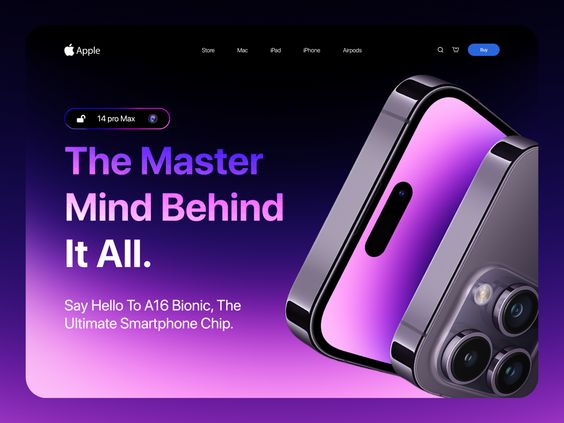 Apple
Store
Mac
iPad
iPhone
Airpods
Buy
14 pro Max
The Master
Mind Behind
It All.
Say Hello To A16 Bionic, The
Ultimate Smartphone Chip.